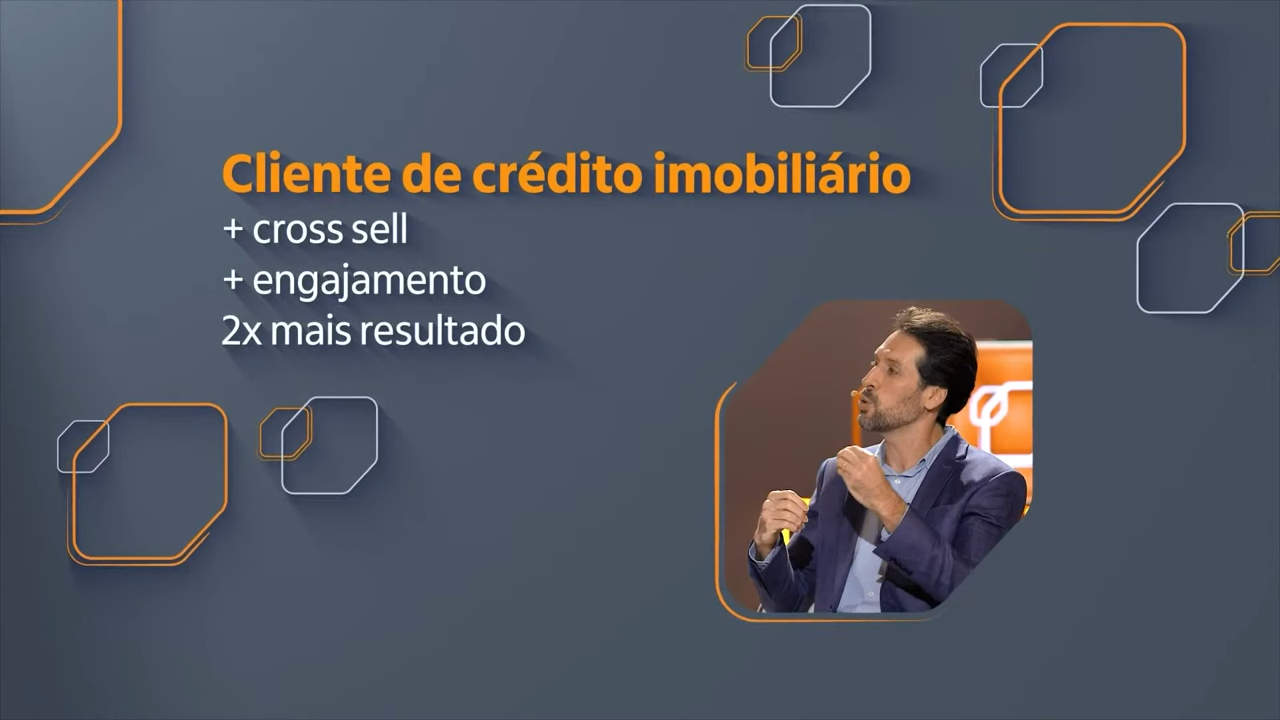 Cliente de crédito imobiliário
+ cross sell
+ engajamento
2x mais resultado